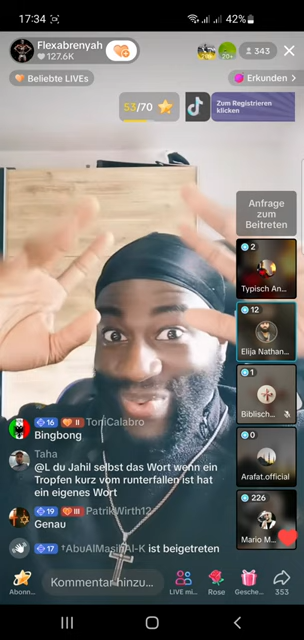 17:34
42%
Flexabrenyah
127.6K
343
Beliebte LIVEs
Erkunden >
53/70
Zum Registrieren
klicken
Anfrage
zum
Beitreten
2
Typisch An...
12
Elija Nathan...
1
Biblisch...
0
Arafat.official
226
Mario M...
16 II ToniCalabro
Bingbong
Taha
@L du Jahil selbst das Wort wenn ein
Tropfen kurz vom runterfallen ist hat
ein eigenes Wort
19 III PatrikWirth12
Genau
17 †AbuAlMasihAl-K ist beigetreten
Abonn...
Kommentar hinzu...
LIVE mi...
Rose
Gesche...
353